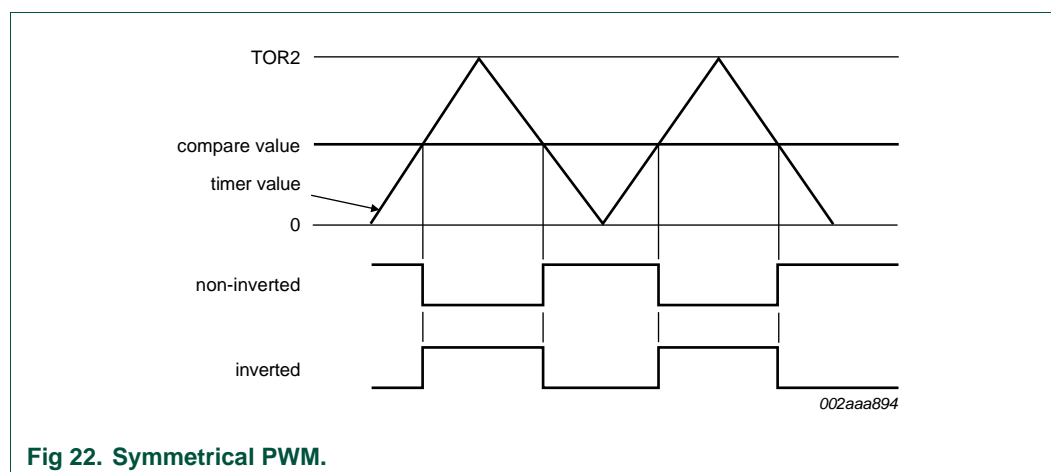 TOR2
compare value
timer value
0
non-inverted
inverted
002aaa894
Fig 22. Symmetrical PWM.